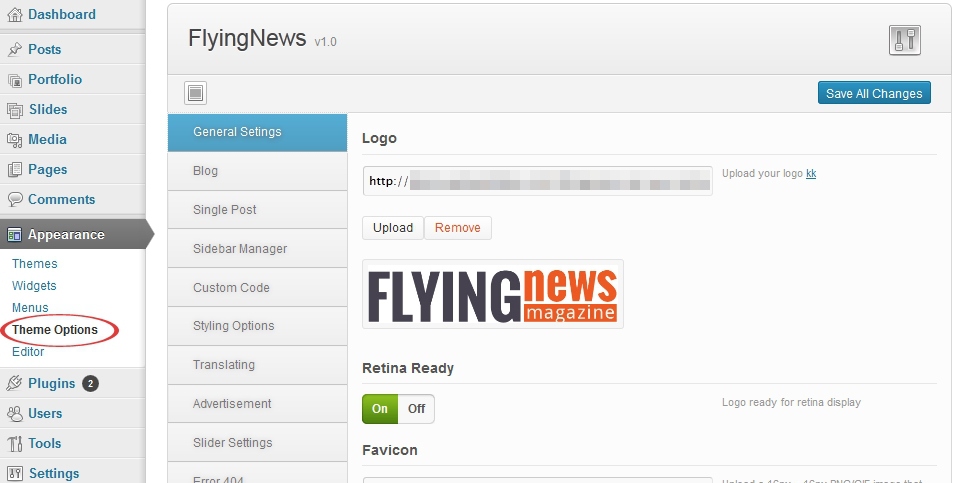 Dashboard
Posts
Portfolio
Slides
Media
Pages
Comments
Appearance
Themes
Widgets
Menus
Theme Options
Editor
Plugins 2
Users
Tools
Settings
FlyingNews v1.0
Save All Changes
General Setings
Blog
Single Post
Sidebar Manager
Custom Code
Styling Options
Translating
Advertisement
Slider Settings
Error 404
Logo
http://
Upload your logo kk
Upload Remove
FLYING news
magazine
Retina Ready
On Off
Logo ready for retina display
Favicon